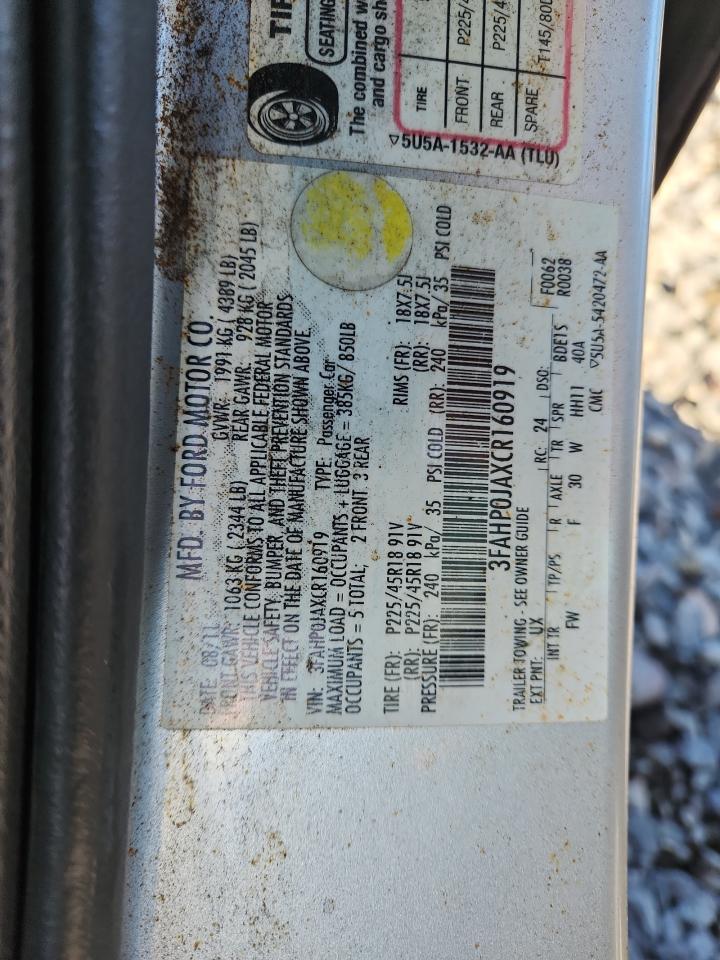 TIR
SEATING
The combined w
and cargo sh
TIRE
FRONT P225/4
REAR P225/4
SPARE T145/80D
▽5U5A-1532-AA (TLU)
MFD. BY FORD MOTOR CO.
DATE: 08/11 GVWR: 1991 KG ( 4389 LB)
FRONT GAWR: 1063 KG ( 2344 LB) REAR GAWR: 928 KG ( 2045 LB)
THIS VEHICLE CONFORMS TO ALL APPLICABLE FEDERAL MOTOR
VEHICLE SAFETY, BUMPER, AND THEFT PREVENTION STANDARDS
IN EFFECT ON THE DATE OF MANUFACTURE SHOWN ABOVE.
VIN: 3FAHP0JAXCR160919 TYPE: Passenger Car
MAXIMUM LOAD = OCCUPANTS + LUGGAGE = 385KG/ 850LB
OCCUPANTS = 5 TOTAL; 2 FRONT 3 REAR
TIRE (FR): P225/45R18 91V RIMS (FR): 18X7.5J
(RR): P225/45R18 91V (RR): 18X7.5J
PRESSURE (FR): 240 kPa/ 35 PSI COLD (RR): 240 kPa/ 35 PSI COLD
3FAHP0JAXCR160919
TRAILER TOWING- SEE OWNER GUIDE
F0062
EXT PNT: UX RC: 24 DSO: R0038
INT TR TP/PS R AXLE TR SPR BDETS
FW F 30 W HH11 40A
CMC ▽5U5A-5420472-AA